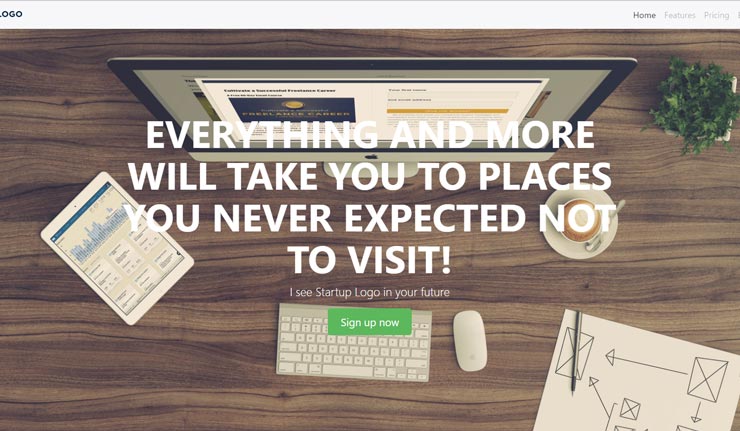 LOGO
Home Features Pricing
Cultivate a Successful Freelance Career
FREELANCE CAREER
EVERYTHING AND MORE
WILL TAKE YOU TO PLACES
YOU NEVER EXPECTED NOT
TO VISIT!
I see Startup Logo in your future
Sign up now